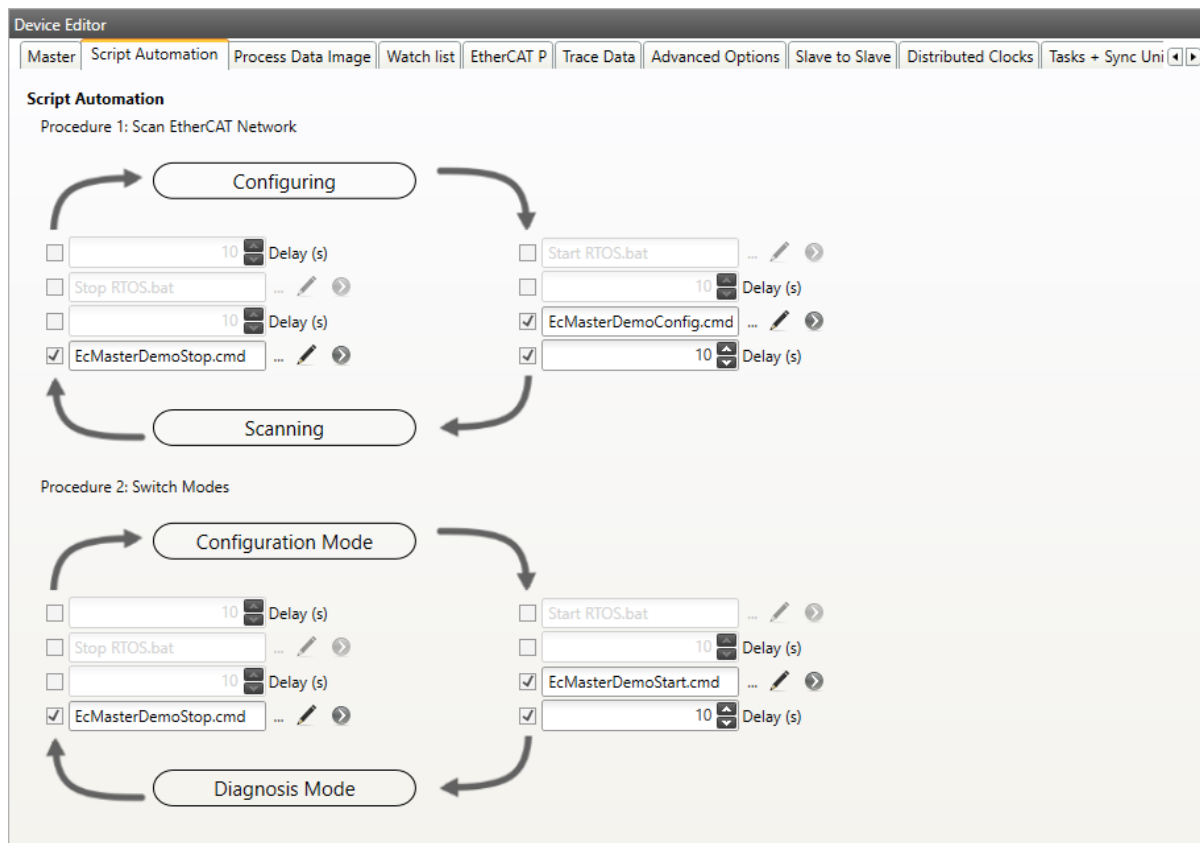 Device Editor
Master Script Automation Process Data Image Watch list EtherCAT P Trace Data Advanced Options Slave to Slave Distributed Clocks Tasks + Sync Uni
Script Automation
Procedure 1: Scan EtherCAT Network
Configuring
10 Delay (s) Start RTOS.bat ...
Stop RTOS.bat ... 10 Delay (s)
10 Delay (s) EcMasterDemoConfig.cmd ...
EcMasterDemoStop.cmd ... 10 Delay (s)
Scanning
Procedure 2: Switch Modes
Configuration Mode
10 Delay (s) Start RTOS.bat ...
Stop RTOS.bat ... 10 Delay (s)
10 Delay (s) EcMasterDemoStart.cmd ...
EcMasterDemoStop.cmd ... 10 Delay (s)
Diagnosis Mode